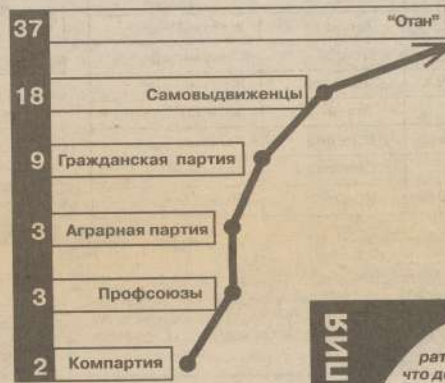 37 "Отан"
18 Самовыдвиженцы
9 Гражданская партия
3 Аграрная партия
3 Профсоюзы
2 Компартия
ПИЯ
рат
что д